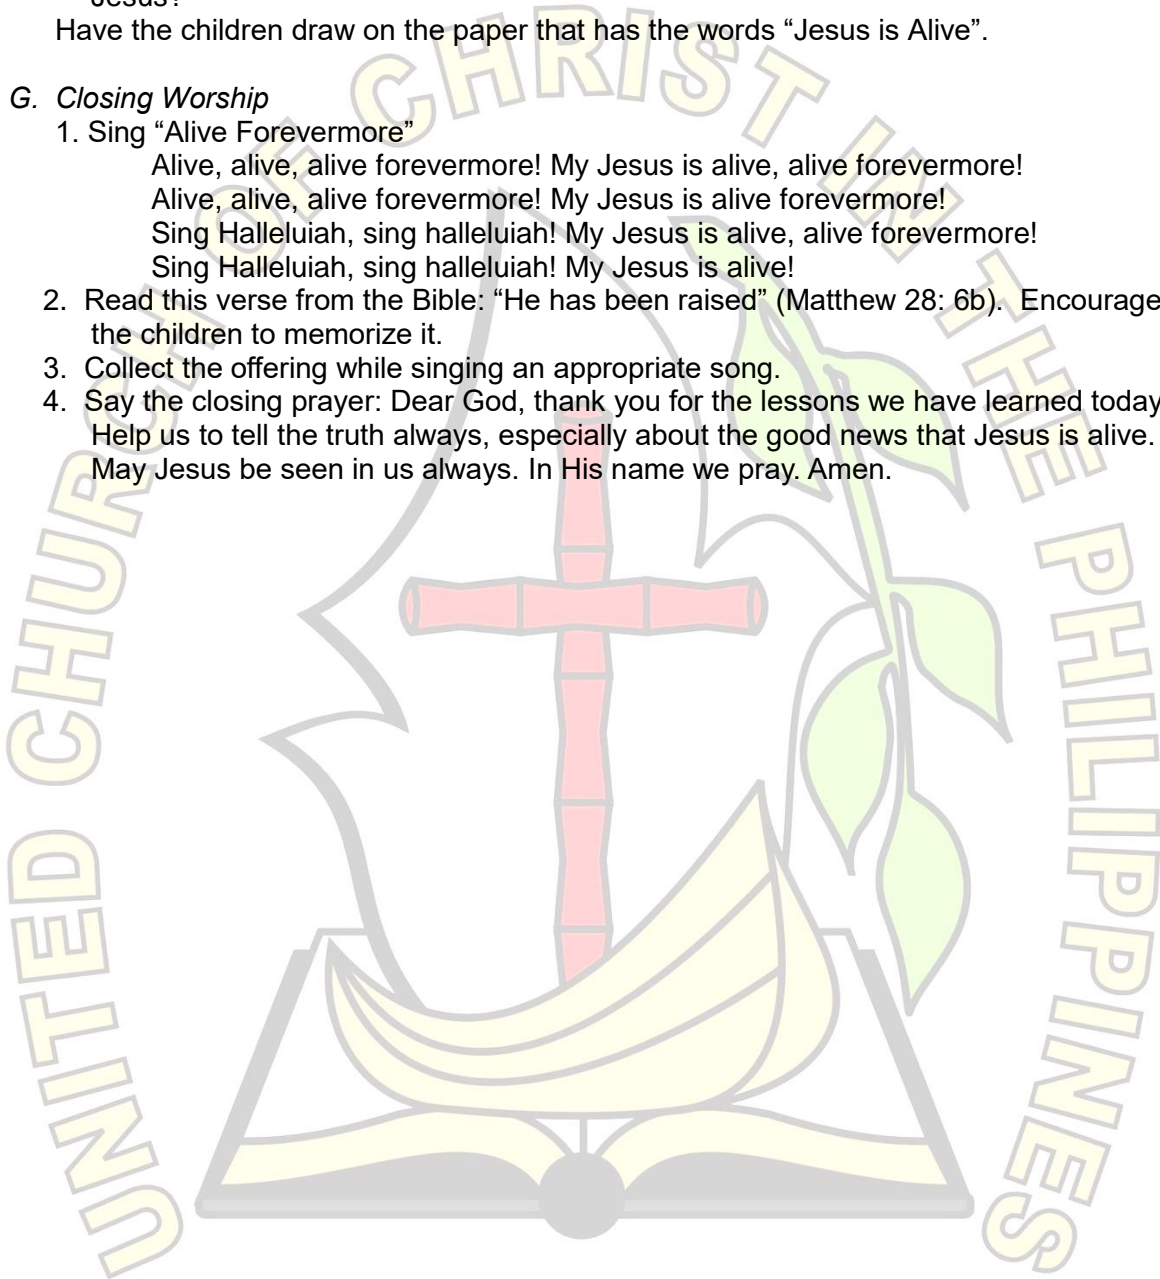 Jesus?
Have the children draw on the paper that has the words “Jesus is Alive”.
G. Closing Worship
1. Sing “Alive Forevermore”
Alive, alive, alive forevermore! My Jesus is alive, alive forevermore!
Alive, alive, alive forevermore! My Jesus is alive forevermore!
Sing Halleluiah, sing halleluiah! My Jesus is alive, alive forevermore!
Sing Halleluiah, sing halleluiah! My Jesus is alive!
2. Read this verse from the Bible: “He has been raised” (Matthew 28: 6b). Encourage
the children to memorize it.
3. Collect the offering while singing an appropriate song.
4. Say the closing prayer: Dear God, thank you for the lessons we have learned today
Help us to tell the truth always, especially about the good news that Jesus is alive.
May Jesus be seen in us always. In His name we pray. Amen.
UNITED CHURCH OF CHRIST IN THE PHILIPPINES